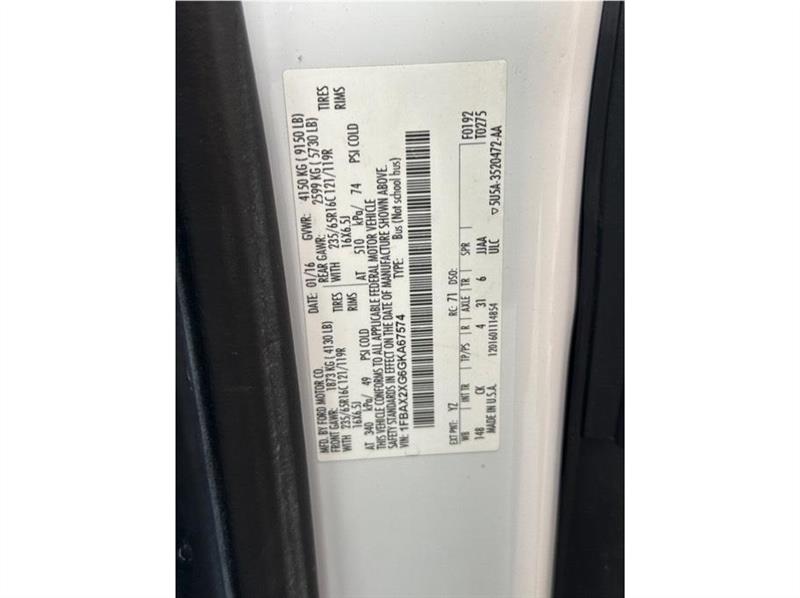 MFD. BY FORD MOTOR CO. DATE: 01/16 GVWR: 4150 KG ( 9150 LB)
FRONT GAWR: 1873 KG ( 4130 LB) REAR GAWR: 2599 KG ( 5730 LB)
WITH 235/65R16C 121/119R TIRES WITH 235/65R16C 121/119R TIRES
16X6.5J RIMS 16X6.5J RIMS
AT 340 kPa/ 49 PSI COLD AT 510 kPa/ 74 PSI COLD
THIS VEHICLE CONFORMS TO ALL APPLICABLE FEDERAL MOTOR VEHICLE
SAFETY STANDARDS IN EFFECT ON THE DATE OF MANUFACTURE SHOWN ABOVE.
VIN: 1FBAX2XG6GKA67574 TYPE: Bus (Not school bus)
F0192
T0275
EXT PNT: YZ RC: 71 DSO:
WB INT TR TP/PS R AXLE TR SPR
148 CK 4 31 6 JJAA
ULC
MADE IN U.S.A. 1201601114854
▽5U5A-3520472-AA